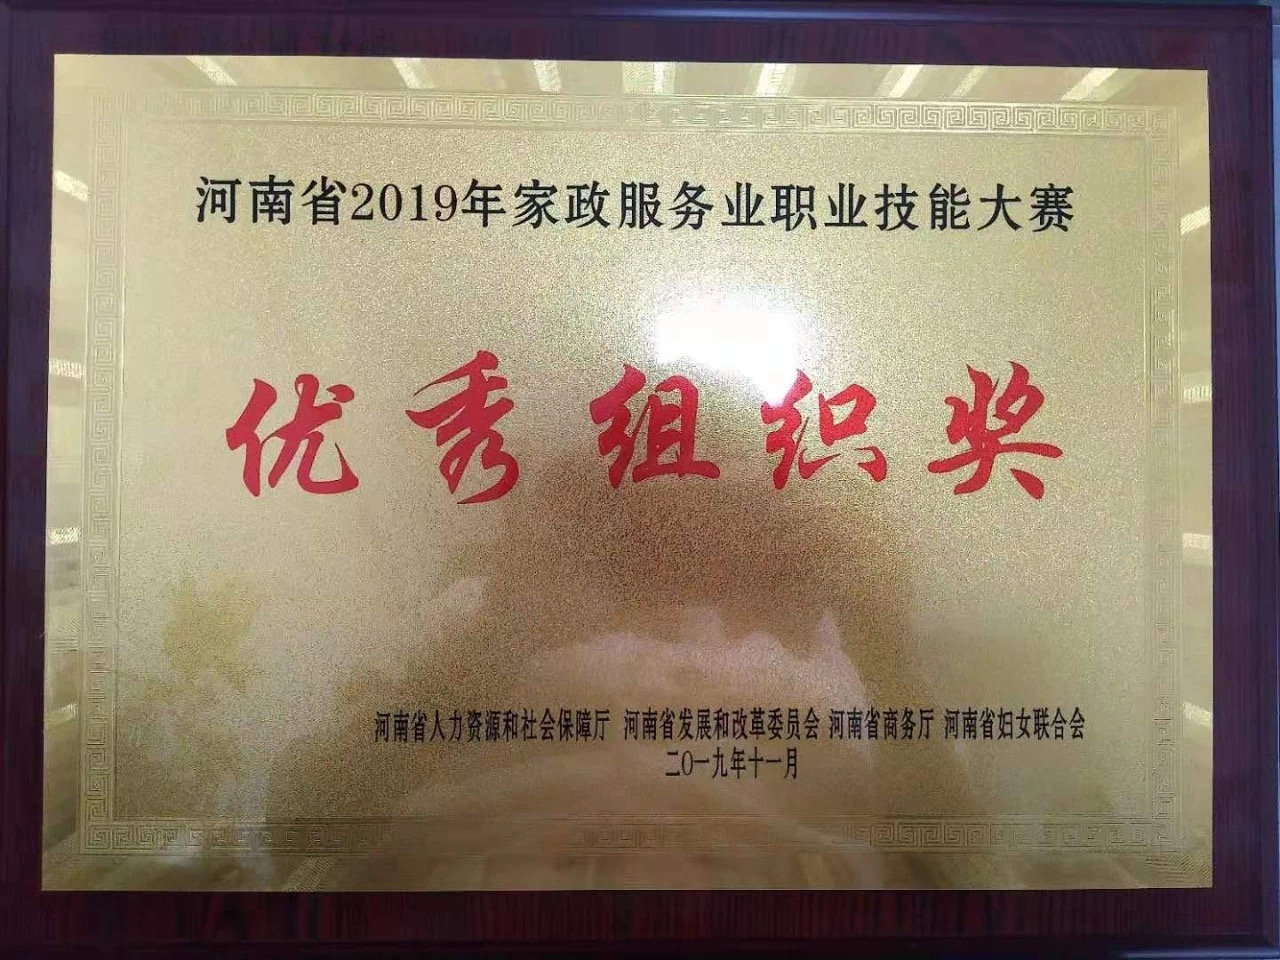 河南省2019年家政服务业职业技能大赛
优秀组织奖
河南省人力资源和社会保障厅 河南省发展和改革委员会 河南省商务厅 河南省妇女联合会
二〇一九年十一月